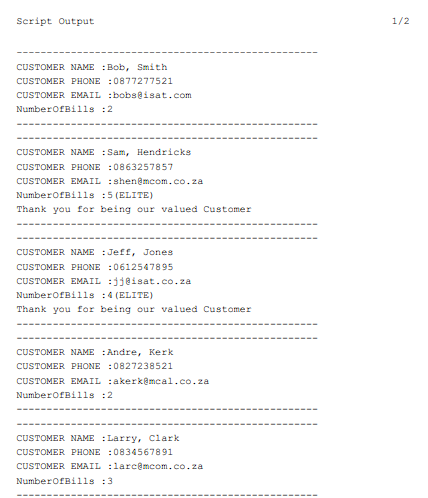 Script Output 1/2
--------------------------------------------------
CUSTOMER NAME :Bob, Smith
CUSTOMER PHONE :0877277521
CUSTOMER EMAIL :bobs@isat.com
NumberOfBills :2
--------------------------------------------------
--------------------------------------------------
CUSTOMER NAME :Sam, Hendricks
CUSTOMER PHONE :0863257857
CUSTOMER EMAIL :shen@mcom.co.za
NumberOfBills :5(ELITE)
Thank you for being our valued Customer
--------------------------------------------------
--------------------------------------------------
CUSTOMER NAME :Jeff, Jones
CUSTOMER PHONE :0612547895
CUSTOMER EMAIL :jj@isat.co.za
NumberOfBills :4(ELITE)
Thank you for being our valued Customer
--------------------------------------------------
--------------------------------------------------
CUSTOMER NAME :Andre, Kerk
CUSTOMER PHONE :0827238521
CUSTOMER EMAIL :akerk@mcal.co.za
NumberOfBills :2
--------------------------------------------------
--------------------------------------------------
CUSTOMER NAME :Larry, Clark
CUSTOMER PHONE :0834567891
CUSTOMER EMAIL :larc@mcom.co.za
NumberOfBills :3
--------------------------------------------------